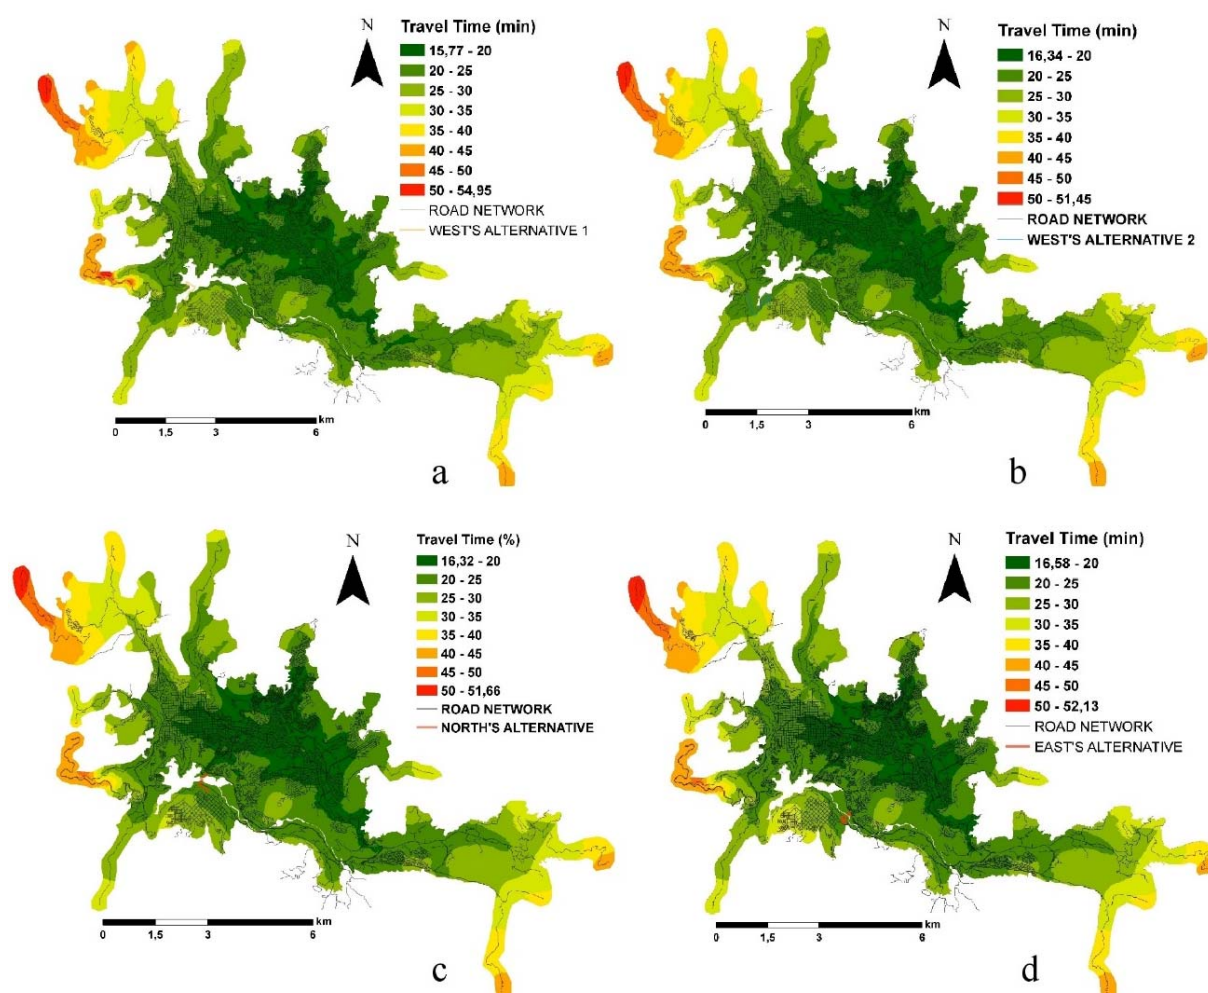 N
Travel Time (min)
15,77 - 20
20 - 25
25 - 30
30 - 35
35 - 40
40 - 45
45 - 50
50 - 54,95
ROAD NETWORK
WEST'S ALTERNATIVE 1
km
0 1,5 3 6
a
N
Travel Time (min)
16,34 - 20
20 - 25
25 - 30
30 - 35
35 - 40
40 - 45
45 - 50
50 - 51,45
ROAD NETWORK
WEST'S ALTERNATIVE 2
km
0 1,5 3 6
b
N
Travel Time (%)
16,32 - 20
20 - 25
25 - 30
30 - 35
35 - 40
40 - 45
45 - 50
50 - 51,66
ROAD NETWORK
NORTH'S ALTERNATIVE
km
0 1,5 3 6
c
N
Travel Time (min)
16,58 - 20
20 - 25
25 - 30
30 - 35
35 - 40
40 - 45
45 - 50
50 - 52,13
ROAD NETWORK
EAST'S ALTERNATIVE
km
0 1,5 3 6
d